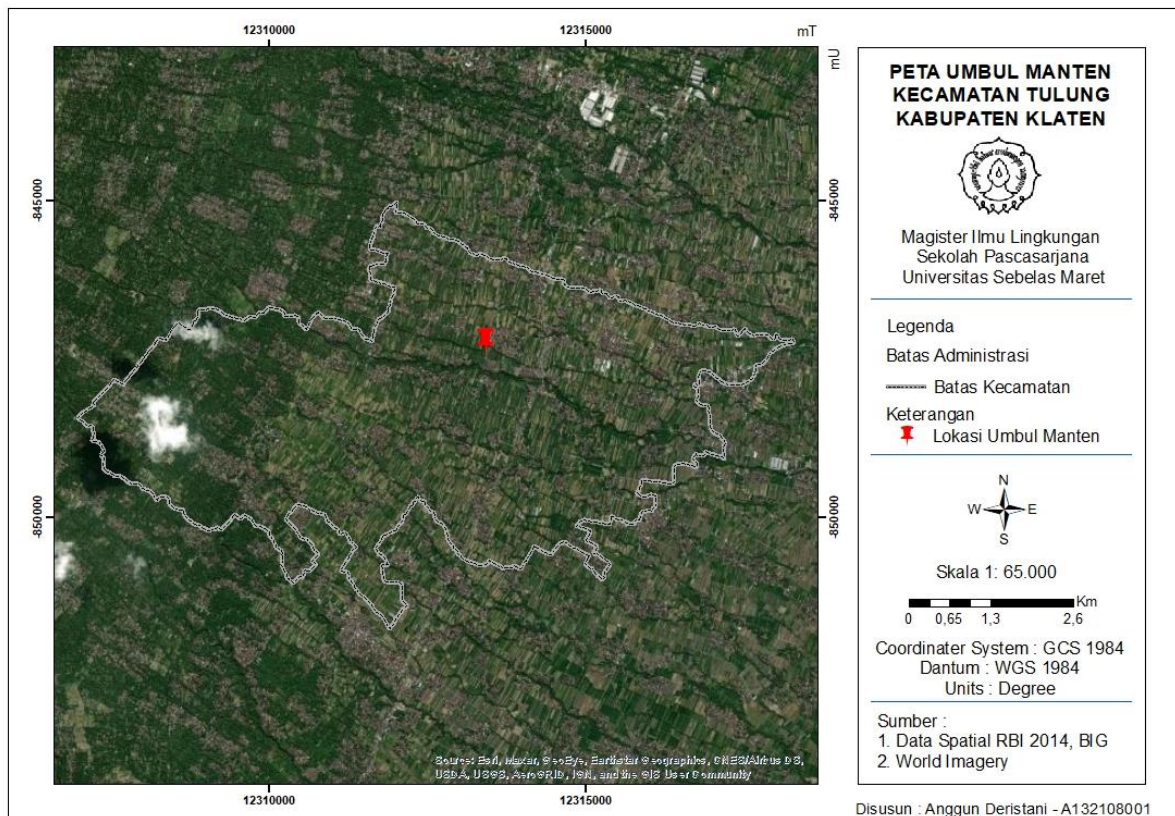 12310000
12315000
mT
mU
-845000
-845000
-850000
-850000
12310000
12315000
Source: Esri, Maxar, GeoEye, Earthstar Geographics, CNES/Airbus DS,
USDA, USGS, AeroGRID, IGN, and the GIS User Community
PETA UMBUL MANTEN
KECAMATAN TULUNG
KABUPATEN KLATEN
Magister Ilmu Lingkungan
Sekolah Pascasarjana
Universitas Sebelas Maret
Legenda
Batas Administrasi
Batas Kecamatan
Keterangan
Lokasi Umbul Manten
N
W E
S
Skala 1: 65.000
Km
0 0,65 1,3 2,6
Coordinater System : GCS 1984
Dantum : WGS 1984
Units : Degree
Sumber :
1. Data Spatial RBI 2014, BIG
2. World Imagery
Disusun : Anggun Deristani - A132108001